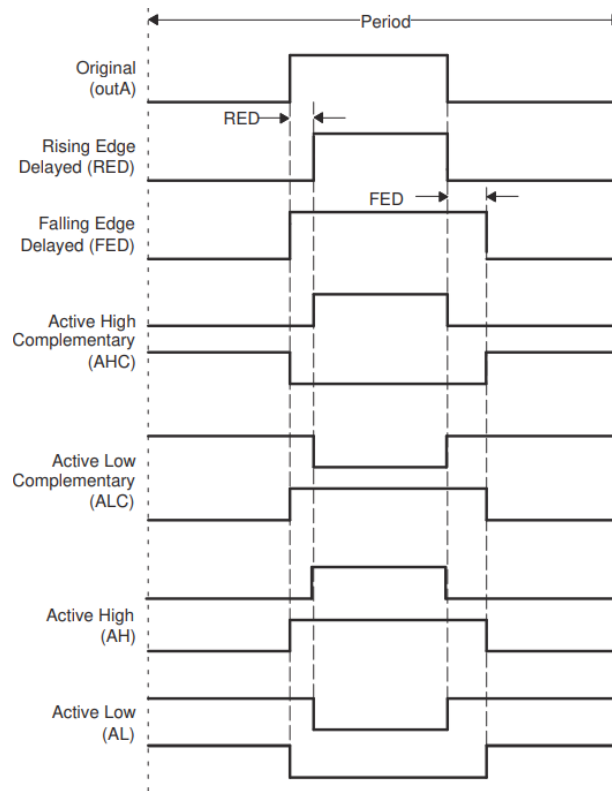 Period
Original
(outA)
RED
Rising Edge
Delayed (RED)
FED
Falling Edge
Delayed (FED)
Active High
Complementary
(AHC)
Active Low
Complementary
(ALC)
Active High
(AH)
Active Low
(AL)